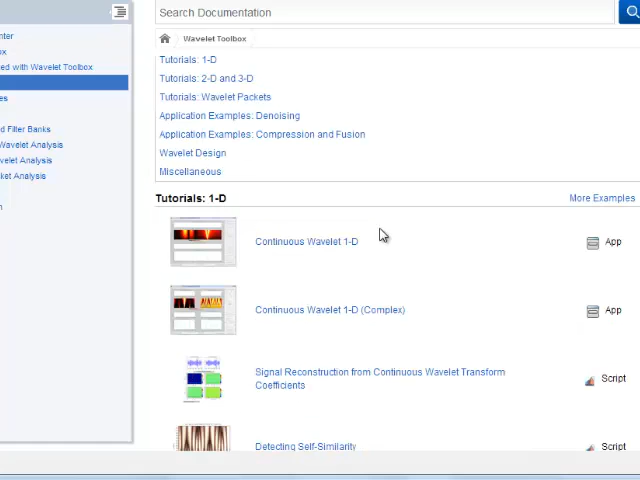 Search Documentation
nter
Wavelet Toolbox
ox
Tutorials: 1-D
ed with Wavelet Toolbox
Tutorials: 2-D and 3-D
es
Tutorials: Wavelet Packets
Application Examples: Denoising
d Filter Banks
Application Examples: Compression and Fusion
Wavelet Analysis
Wavelet Design
velet Analysis
Miscellaneous
ket Analysis
n
Tutorials: 1-D
More Examples
Continuous Wavelet 1-D
App
Continuous Wavelet 1-D (Complex)
App
Signal Reconstruction from Continuous Wavelet Transform
Coefficients
Script
Detecting Self-Similarity
Script